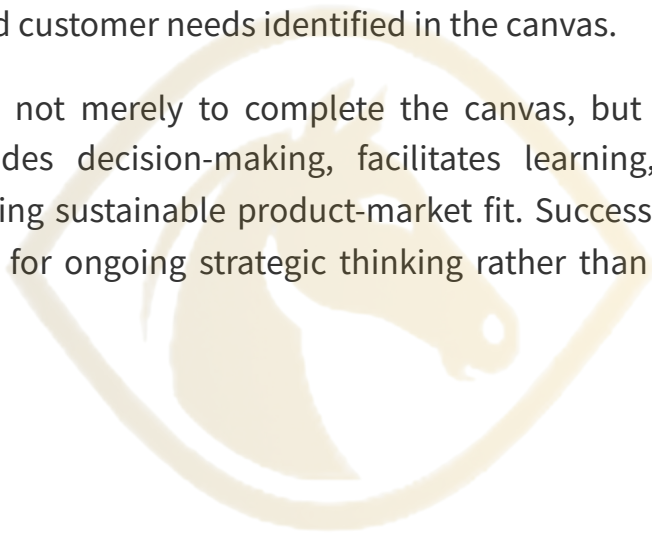 d customer needs identified in the canvas.
not merely to complete the canvas, but
des decision-making, facilitates learning,
ing sustainable product-market fit. Success
for ongoing strategic thinking rather than